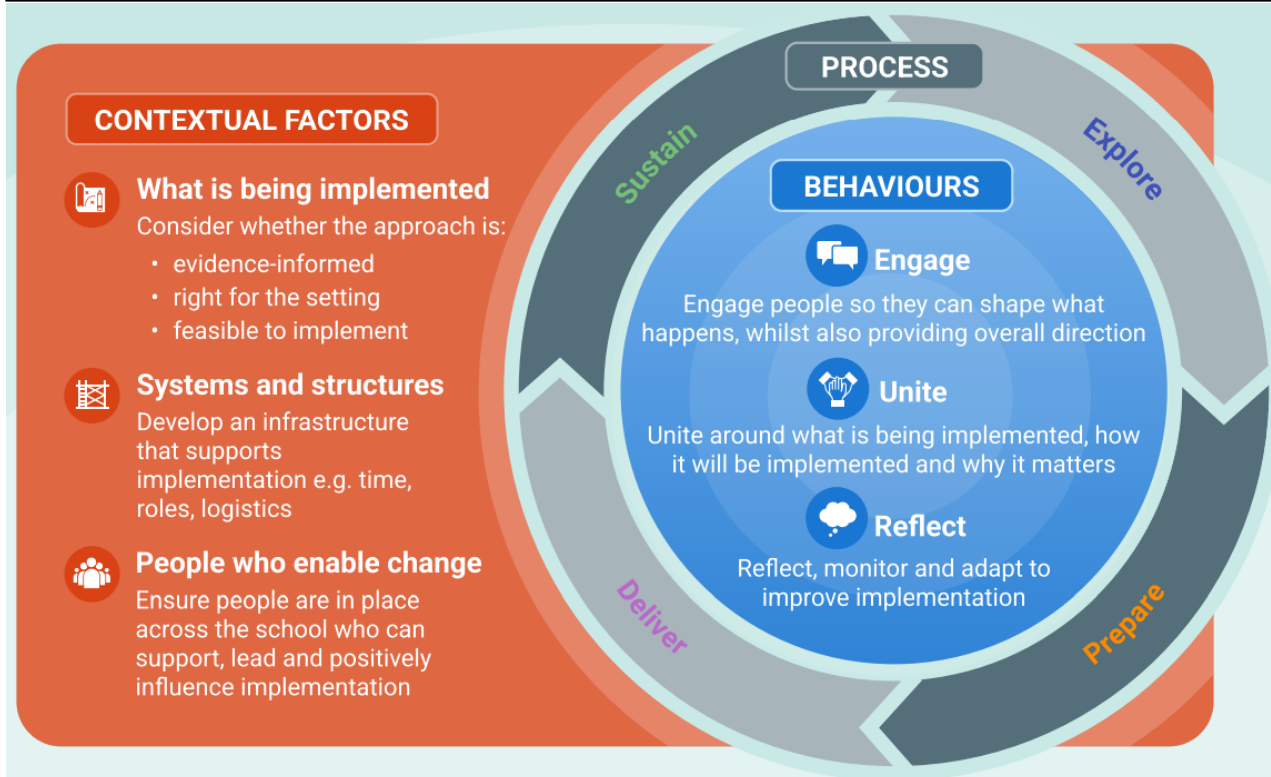 CONTEXTUAL FACTORS
What is being implemented
Consider whether the approach is:
• evidence-informed
• right for the setting
• feasible to implement
Systems and structures
Develop an infrastructure
that supports
implementation e.g. time,
roles, logistics
People who enable change
Ensure people are in place
across the school who can
support, lead and positively
influence implementation
PROCESS
Explore
Prepare
Deliver
Sustain
BEHAVIOURS
Engage
Engage people so they can shape what
happens, whilst also providing overall direction
Unite
Unite around what is being implemented, how
it will be implemented and why it matters
Reflect
Reflect, monitor and adapt to
improve implementation